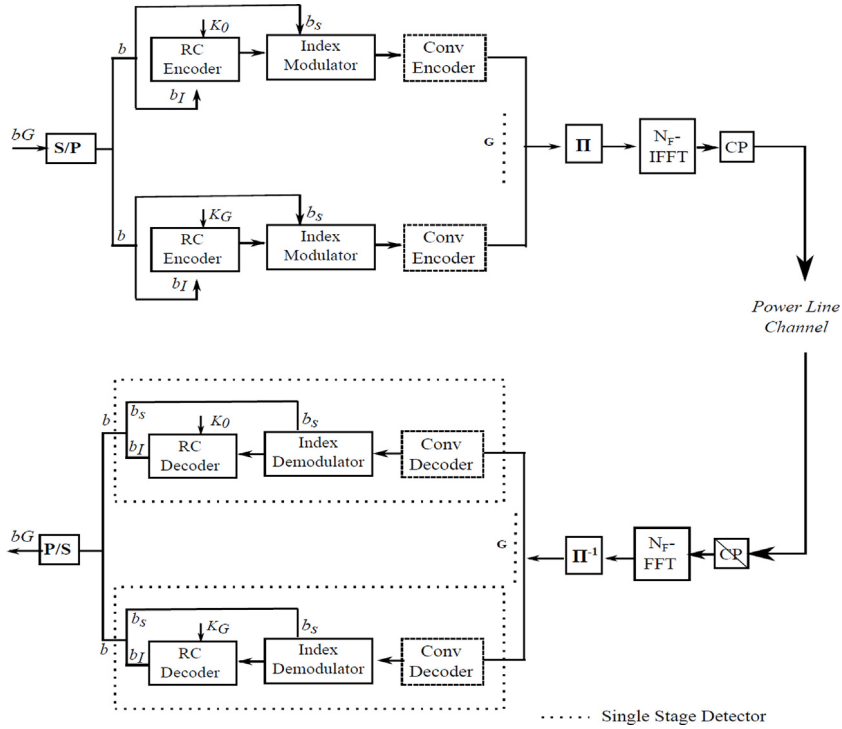 b
K0
bs
RC
Encoder
Index
Modulator
Conv
Encoder
bI
bG
S/P
G
Π
NF-
IFFT
CP
b
KG
bs
RC
Encoder
Index
Modulator
Conv
Encoder
bI
Power Line
Channel
b
bs
K0
bs
bI
RC
Decoder
Index
Demodulator
Conv
Decoder
bG
P/S
G
Π-1
NF-
FFT
CP
bs
KG
bs
b
bI
RC
Decoder
Index
Demodulator
Conv
Decoder
Single Stage Detector